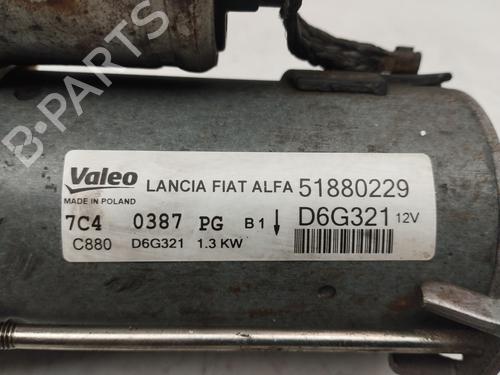 B-PARTS
Valeo LANCIA FIAT ALFA 51880229
MADE IN POLAND
7C4 0387 PG B1 D6G321 12V
C880 D6G321 1.3 KW